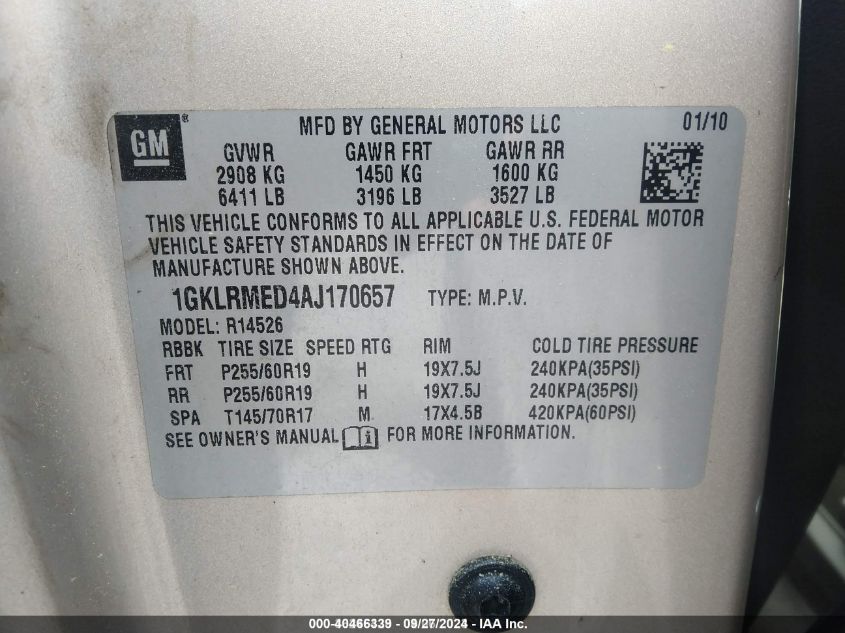 GM ® MFD BY GENERAL MOTORS LLC 01/10
GVWR GAWR FRT GAWR RR
2908 KG 1450 KG 1600 KG
6411 LB 3196 LB 3527 LB
THIS VEHICLE CONFORMS TO ALL APPLICABLE U.S. FEDERAL MOTOR
VEHICLE SAFETY STANDARDS IN EFFECT ON THE DATE OF
MANUFACTURE SHOWN ABOVE.
1GKLRMED4AJ170657 TYPE: M.P.V.
MODEL: R14526
RBBK TIRE SIZE SPEED RTG RIM COLD TIRE PRESSURE
FRT P255/60R19 H 19X7.5J 240KPA(35PSI)
RR P255/60R19 H 19X7.5J 240KPA(35PSI)
SPA T145/70R17 M 17X4.5B 420KPA(60PSI)
SEE OWNER'S MANUAL i FOR MORE INFORMATION.
000-40466339 - 09/27/2024 - IAA Inc.